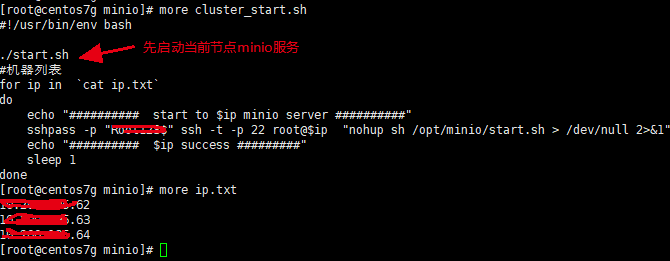 [root@centos7g minio]# more cluster_start.sh
#!/usr/bin/env bash
./start.sh
先启动当前节点minio服务
#机器列表
for ip in `cat ip.txt`
do
echo "########## start to $ip minio server ##########"
sshpass -p "$" ssh -t -p 22 root@$ip "nohup sh /opt/minio/start.sh > /dev/null 2>&1"
echo "########## $ip success #########"
sleep 1
done
[root@centos7g minio]# more ip.txt
.62
.63
.64
[root@centos7g minio]#